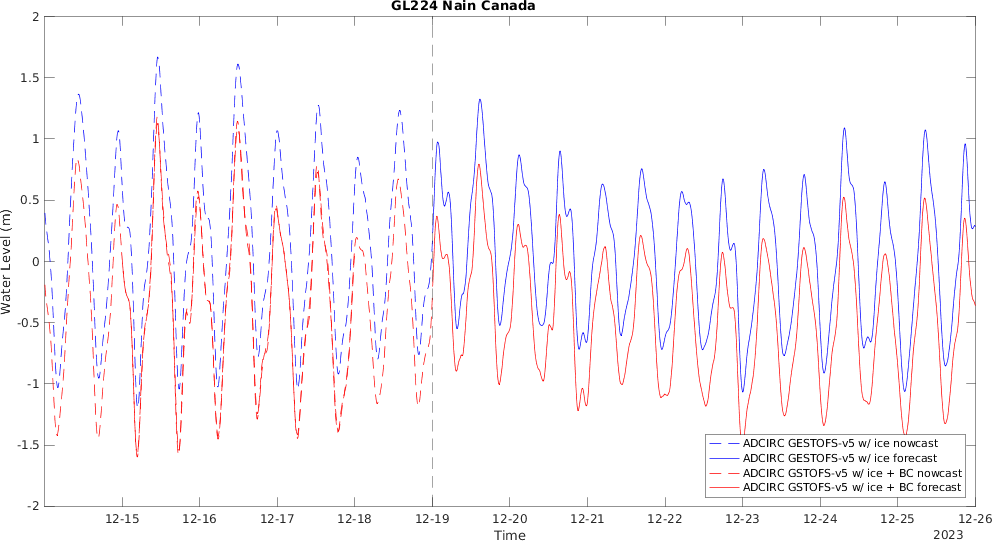 GL224 Nain Canada
2
1.5
1
0.5
0
-0.5
-1
-1.5
-2
Water Level (m)
ADCIRC GESTOFS-v5 w/ ice nowcast
ADCIRC GESTOFS-v5 w/ ice forecast
ADCIRC GSTOFS-v5 w/ ice + BC nowcast
ADCIRC GSTOFS-v5 w/ ice + BC forecast
12-15 12-16 12-17 12-18 12-19 12-20 12-21 12-22 12-23 12-24 12-25 12-26
Time
2023